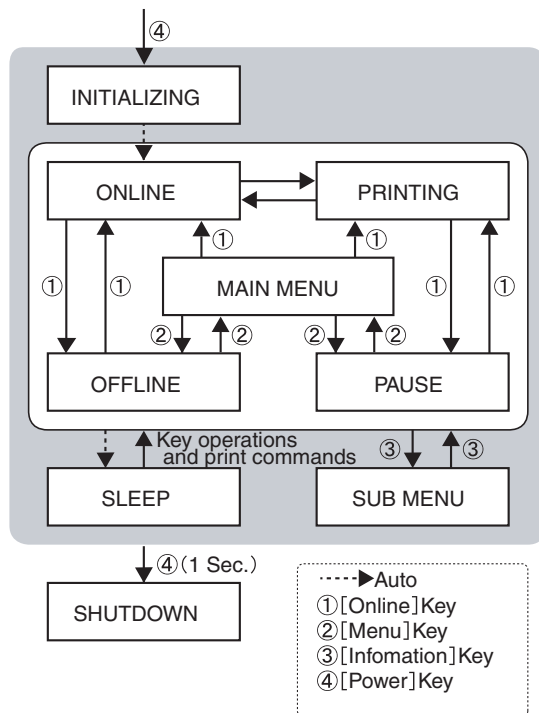 ④
INITIALIZING
ONLINE
PRINTING
①
①
MAIN MENU
①
①
①
①
②
②
②
②
OFFLINE
PAUSE
Key operations
and print commands
③
③
SLEEP
SUB MENU
④(1 Sec.)
SHUTDOWN
Auto
①[Online]Key
②[Menu]Key
③[Infomation]Key
④[Power]Key